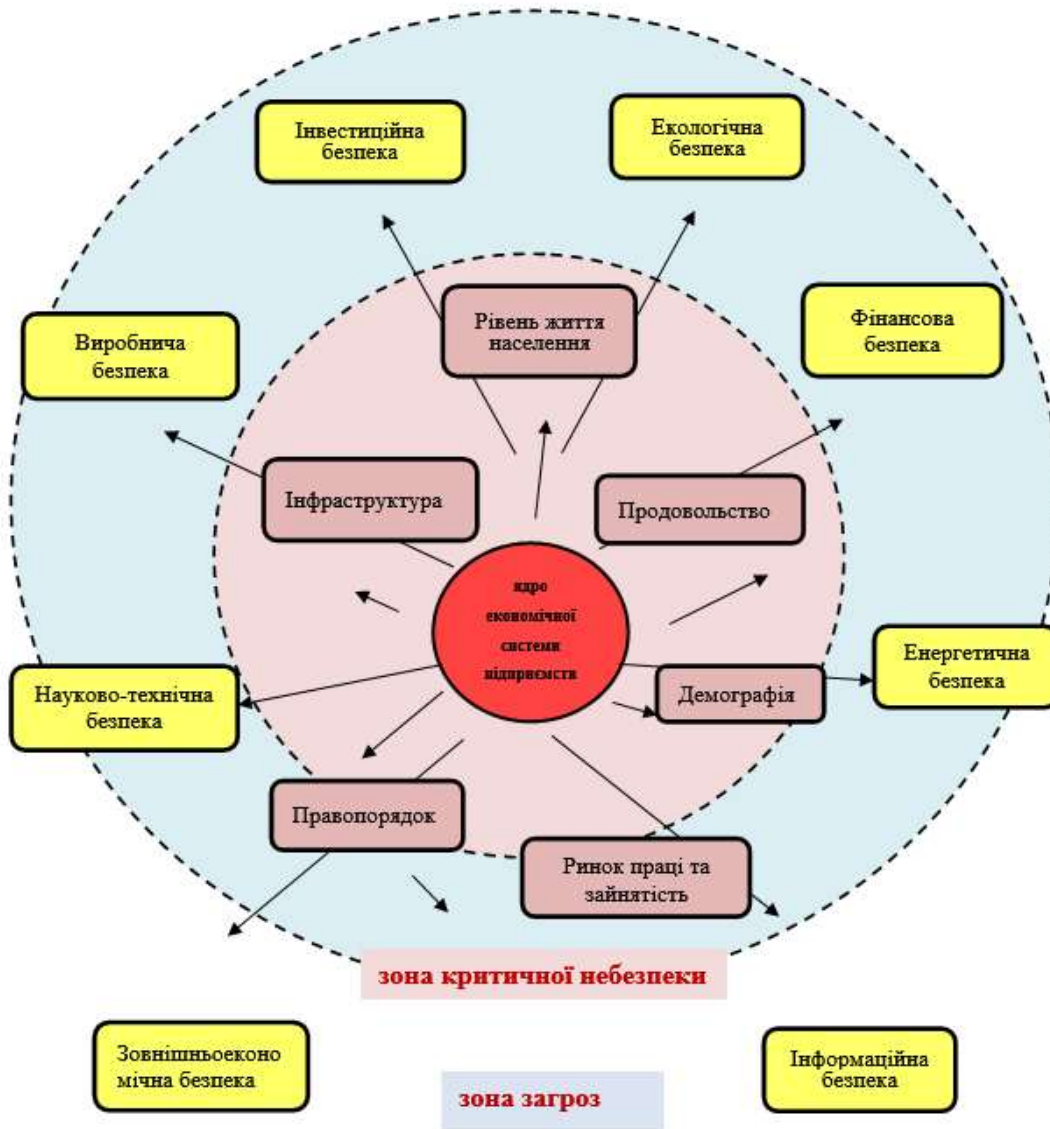 Інвестиційна
безпека
Екологічна
безпека
Рівень життя
населення
Фінансова
безпека
Виробнича
безпека
Інфраструктура
Продовольство
ядро
економічної
системи
підприємств
Енергетична
безпека
Науково-технічна
безпека
Демографія
Правопорядок
Ринок праці та
зайнятість
зона критичної небезпеки
Зовнішньоеконо
мічна безпека
Інформаційна
безпека
зона загроз